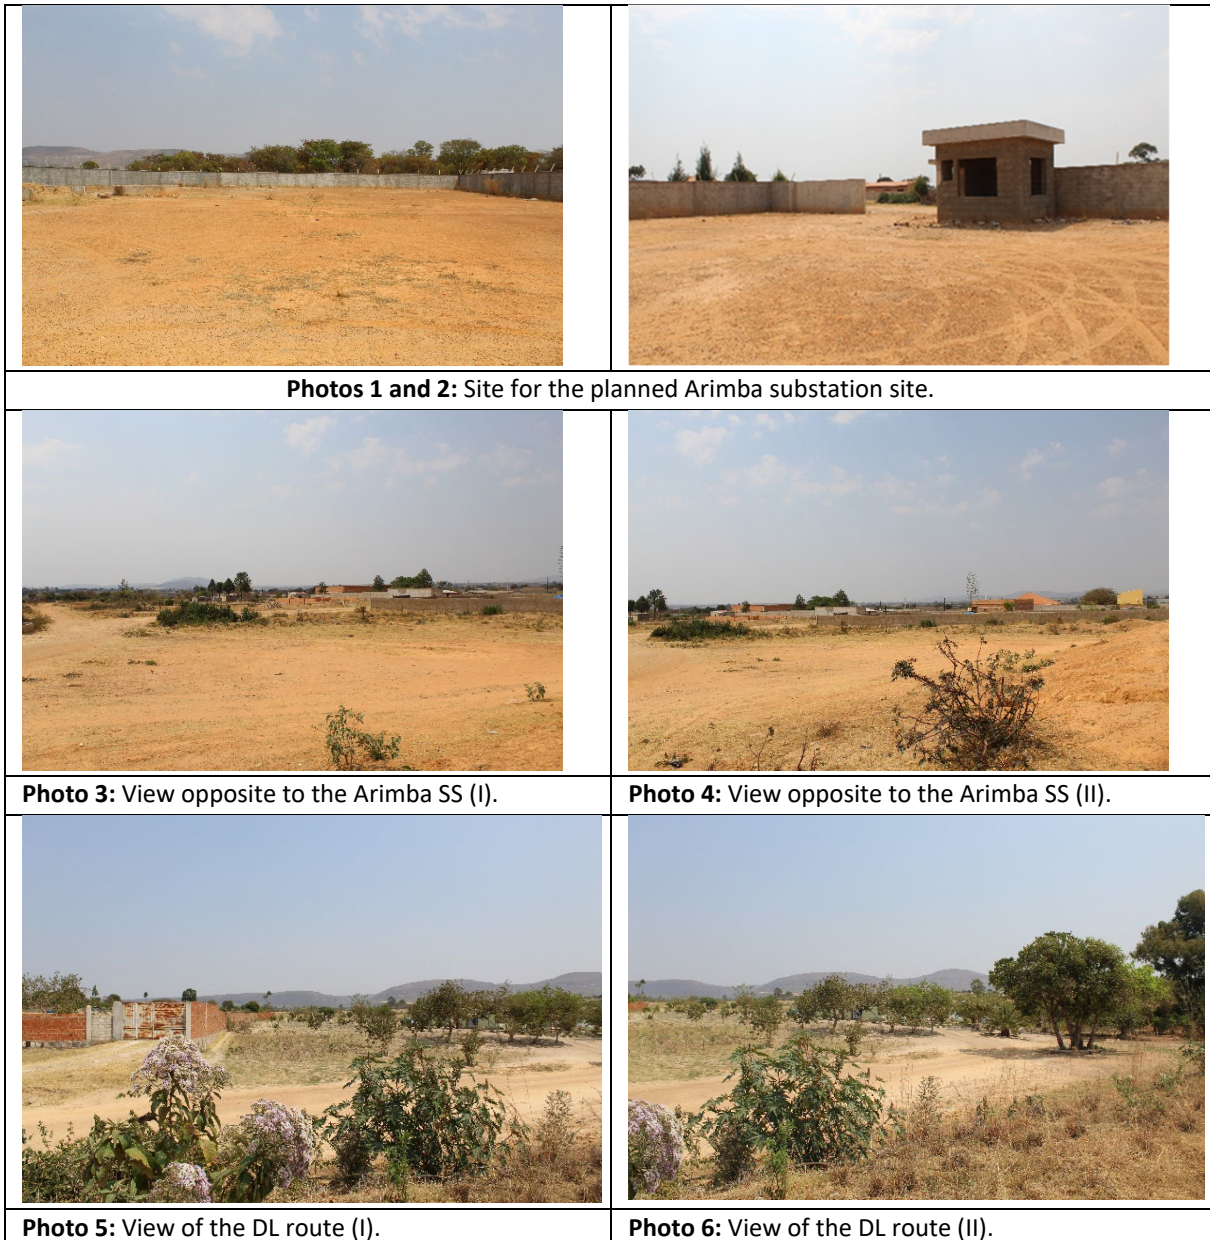 Photos 1 and 2: Site for the planned Arimba substation site.
Photo 3: View opposite to the Arimba SS (I).
Photo 4: View opposite to the Arimba SS (II).
Photo 5: View of the DL route (I).
Photo 6: View of the DL route (II).